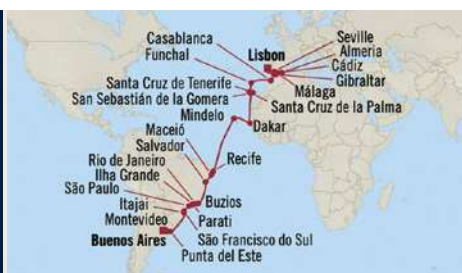 Casablanca
Funchal
Lisbon
Seville
Almeria
Cádiz
Gibraltar
Málaga
Santa Cruz de Tenerife
San Sebastián de la Gomera
Santa Cruz de la Palma
Mindelo
Dakar
Maceió
Salvador
Recife
Rio de Janeiro
Ilha Grande
São Paulo
Buzios
Itajai
Parati
Montevideo
São Francisco do Sul
Buenos Aires
Punta del Este